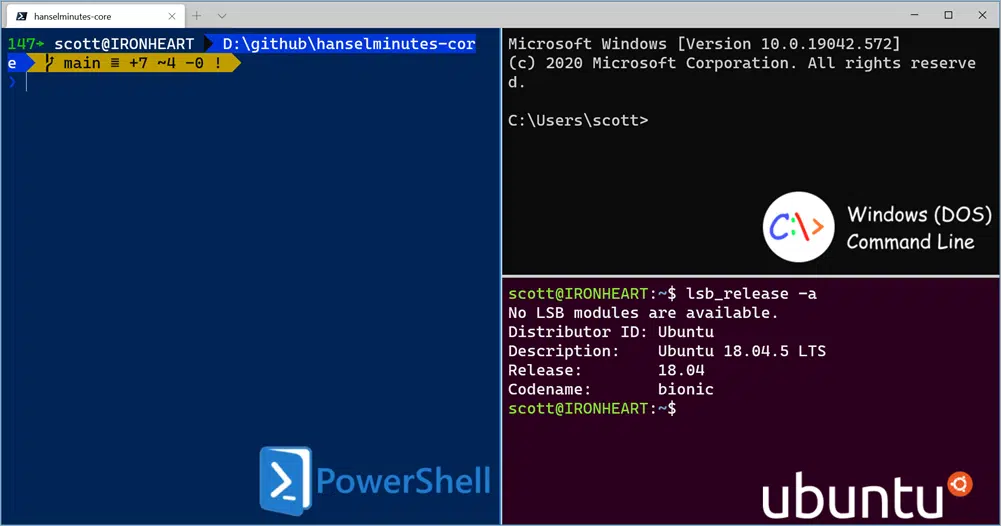 hanselminutes-core
147→ scott@IRONHEART D:\github\hanselminutes-cor
e main ≡ +7 ~4 -0 !
❯
PowerShell
Microsoft Windows [Version 10.0.19042.572]
(c) 2020 Microsoft Corporation. All rights reserve
d.
C:\Users\scott>
C:\>
Windows (DOS)
Command Line
scott@IRONHEART:~$ lsb_release -a
No LSB modules are available.
Distributor ID: Ubuntu
Description: Ubuntu 18.04.5 LTS
Release: 18.04
Codename: bionic
scott@IRONHEART:~$
ubuntu